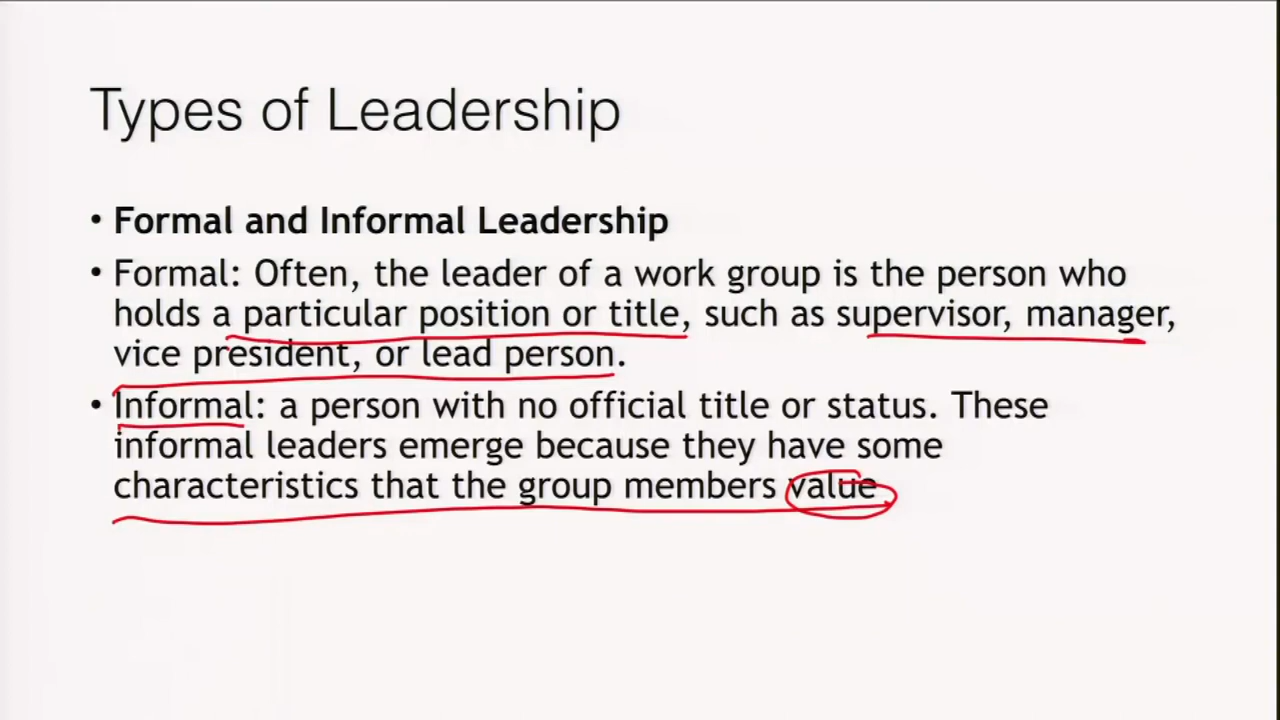 Types of Leadership
• Formal and Informal Leadership
• Formal: Often, the leader of a work group is the person who
holds a particular position or title, such as supervisor, manager,
vice president, or lead person.
• Informal: a person with no official title or status. These
informal leaders emerge because they have some
characteristics that the group members value.